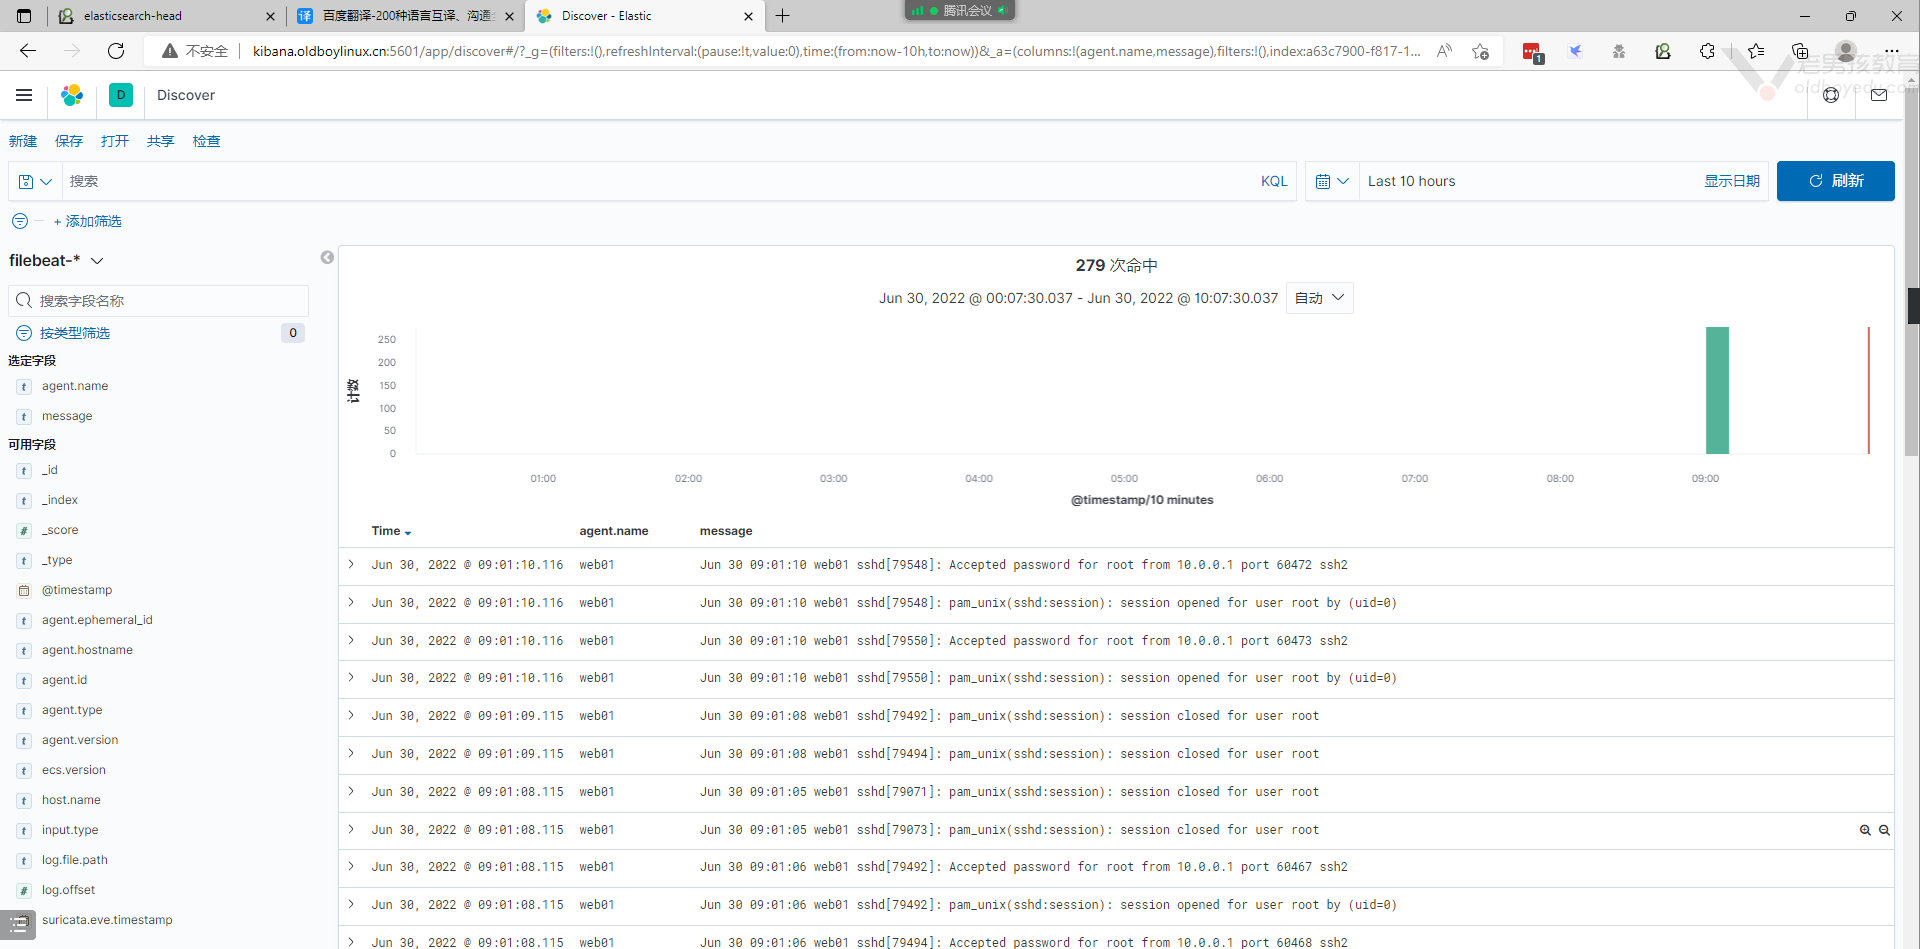 elasticsearch-head
百度翻译-200种语言互译、沟通全
Discover - Elastic
腾讯会议
不安全
kibana.oldboylinux.cn:5601/app/discover#/?_g=(filters:!(),refreshInterval:(pause:!t,value:0),time:(from:now-10h,to:now))&_a=(columns:!(agent.name,message),filters:!(),index:a63c7900-f817-1...
1
老男孩教育
oldboyedu.com
D
Discover
新建 保存 打开 共享 检查
搜索
KQL
Last 10 hours
显示日期
刷新
+ 添加筛选
filebeat-*
搜索字段名称
按类型筛选
0
选定字段
t agent.name
t message
可用字段
t _id
t _index
# _score
t _type
@timestamp
t agent.ephemeral_id
t agent.hostname
t agent.id
t agent.type
t agent.version
t ecs.version
t host.name
t input.type
t log.file.path
# log.offset
suricata.eve.timestamp
279 次命中
Jun 30, 2022 @ 00:07:30.037 - Jun 30, 2022 @ 10:07:30.037
自动
计数
250
200
150
100
50
0
01:00 02:00 03:00 04:00 05:00 06:00 07:00 08:00 09:00
@timestamp/10 minutes
Time agent.name message
Jun 30, 2022 @ 09:01:10.116 web01 Jun 30 09:01:10 web01 sshd[79548]: Accepted password for root from 10.0.0.1 port 60472 ssh2
Jun 30, 2022 @ 09:01:10.116 web01 Jun 30 09:01:10 web01 sshd[79548]: pam_unix(sshd:session): session opened for user root by (uid=0)
Jun 30, 2022 @ 09:01:10.116 web01 Jun 30 09:01:10 web01 sshd[79550]: Accepted password for root from 10.0.0.1 port 60473 ssh2
Jun 30, 2022 @ 09:01:10.116 web01 Jun 30 09:01:10 web01 sshd[79550]: pam_unix(sshd:session): session opened for user root by (uid=0)
Jun 30, 2022 @ 09:01:09.115 web01 Jun 30 09:01:08 web01 sshd[79492]: pam_unix(sshd:session): session closed for user root
Jun 30, 2022 @ 09:01:09.115 web01 Jun 30 09:01:08 web01 sshd[79494]: pam_unix(sshd:session): session closed for user root
Jun 30, 2022 @ 09:01:08.115 web01 Jun 30 09:01:05 web01 sshd[79071]: pam_unix(sshd:session): session closed for user root
Jun 30, 2022 @ 09:01:08.115 web01 Jun 30 09:01:05 web01 sshd[79073]: pam_unix(sshd:session): session closed for user root
Jun 30, 2022 @ 09:01:08.115 web01 Jun 30 09:01:06 web01 sshd[79492]: Accepted password for root from 10.0.0.1 port 60467 ssh2
Jun 30, 2022 @ 09:01:08.115 web01 Jun 30 09:01:06 web01 sshd[79492]: pam_unix(sshd:session): session opened for user root by (uid=0)
Jun 30, 2022 @ 09:01:08.115 web01 Jun 30 09:01:06 web01 sshd[79494]: Accepted password for root from 10.0.0.1 port 60468 ssh2